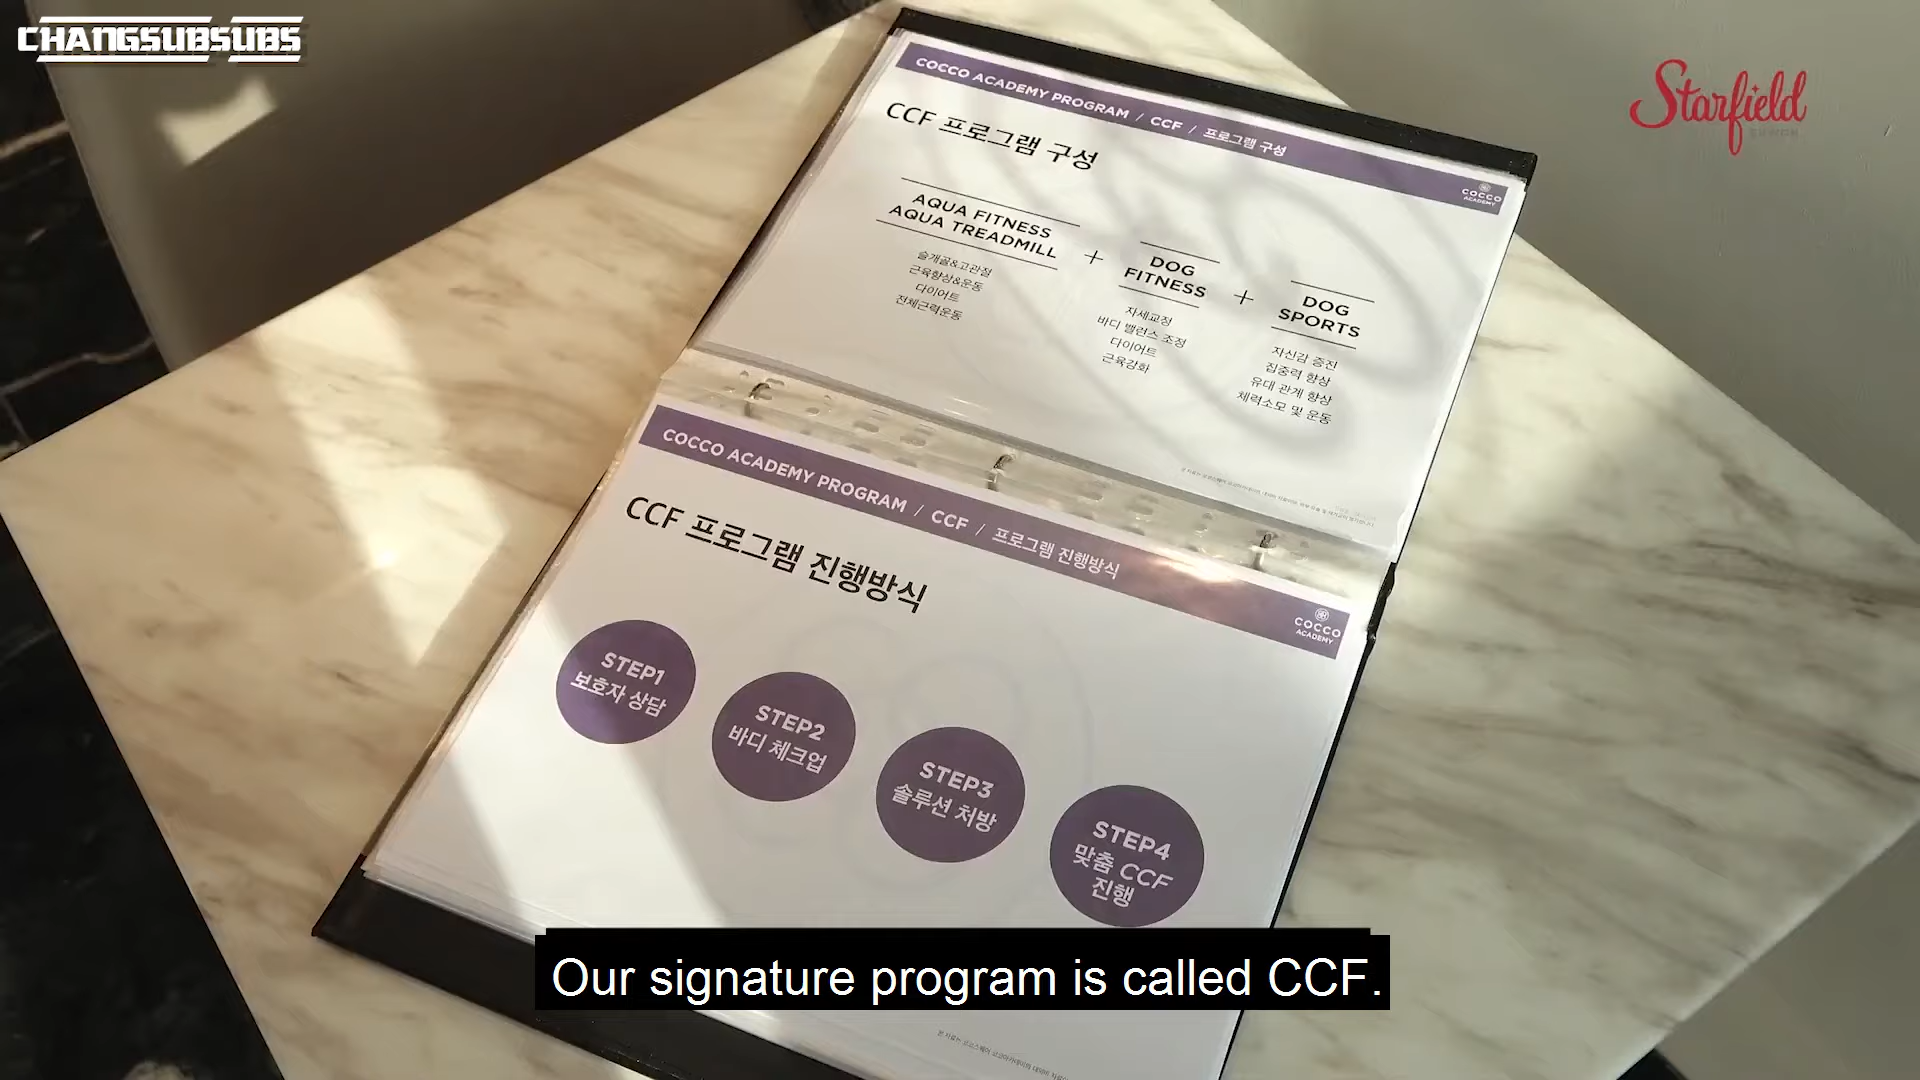 CHANGSUBSUBS
Starfield
COCCO ACADEMY PROGRAM / CCF / 프로그램 구성
CCF 프로그램 구성
COCCO
ACADEMY
AQUA FITNESS
AQUA TREADMILL
슬개골&고관절
근육향상&운동
다이어트
전체근력운동
+
DOG
FITNESS
자세교정
바디 밸런스 조정
다이어트
근육강화
+
DOG
SPORTS
자신감 증진
집중력 향상
유대 관계 향상
체력소모 및 운동
COCCO ACADEMY PROGRAM / CCF / 프로그램 진행방식
CCF 프로그램 진행방식
COCCO
ACADEMY
STEP1
보호자 상담
STEP2
바디 체크업
STEP3
솔루션 처방
STEP4
맞춤 CCF
진행
Our signature program is called CCF.